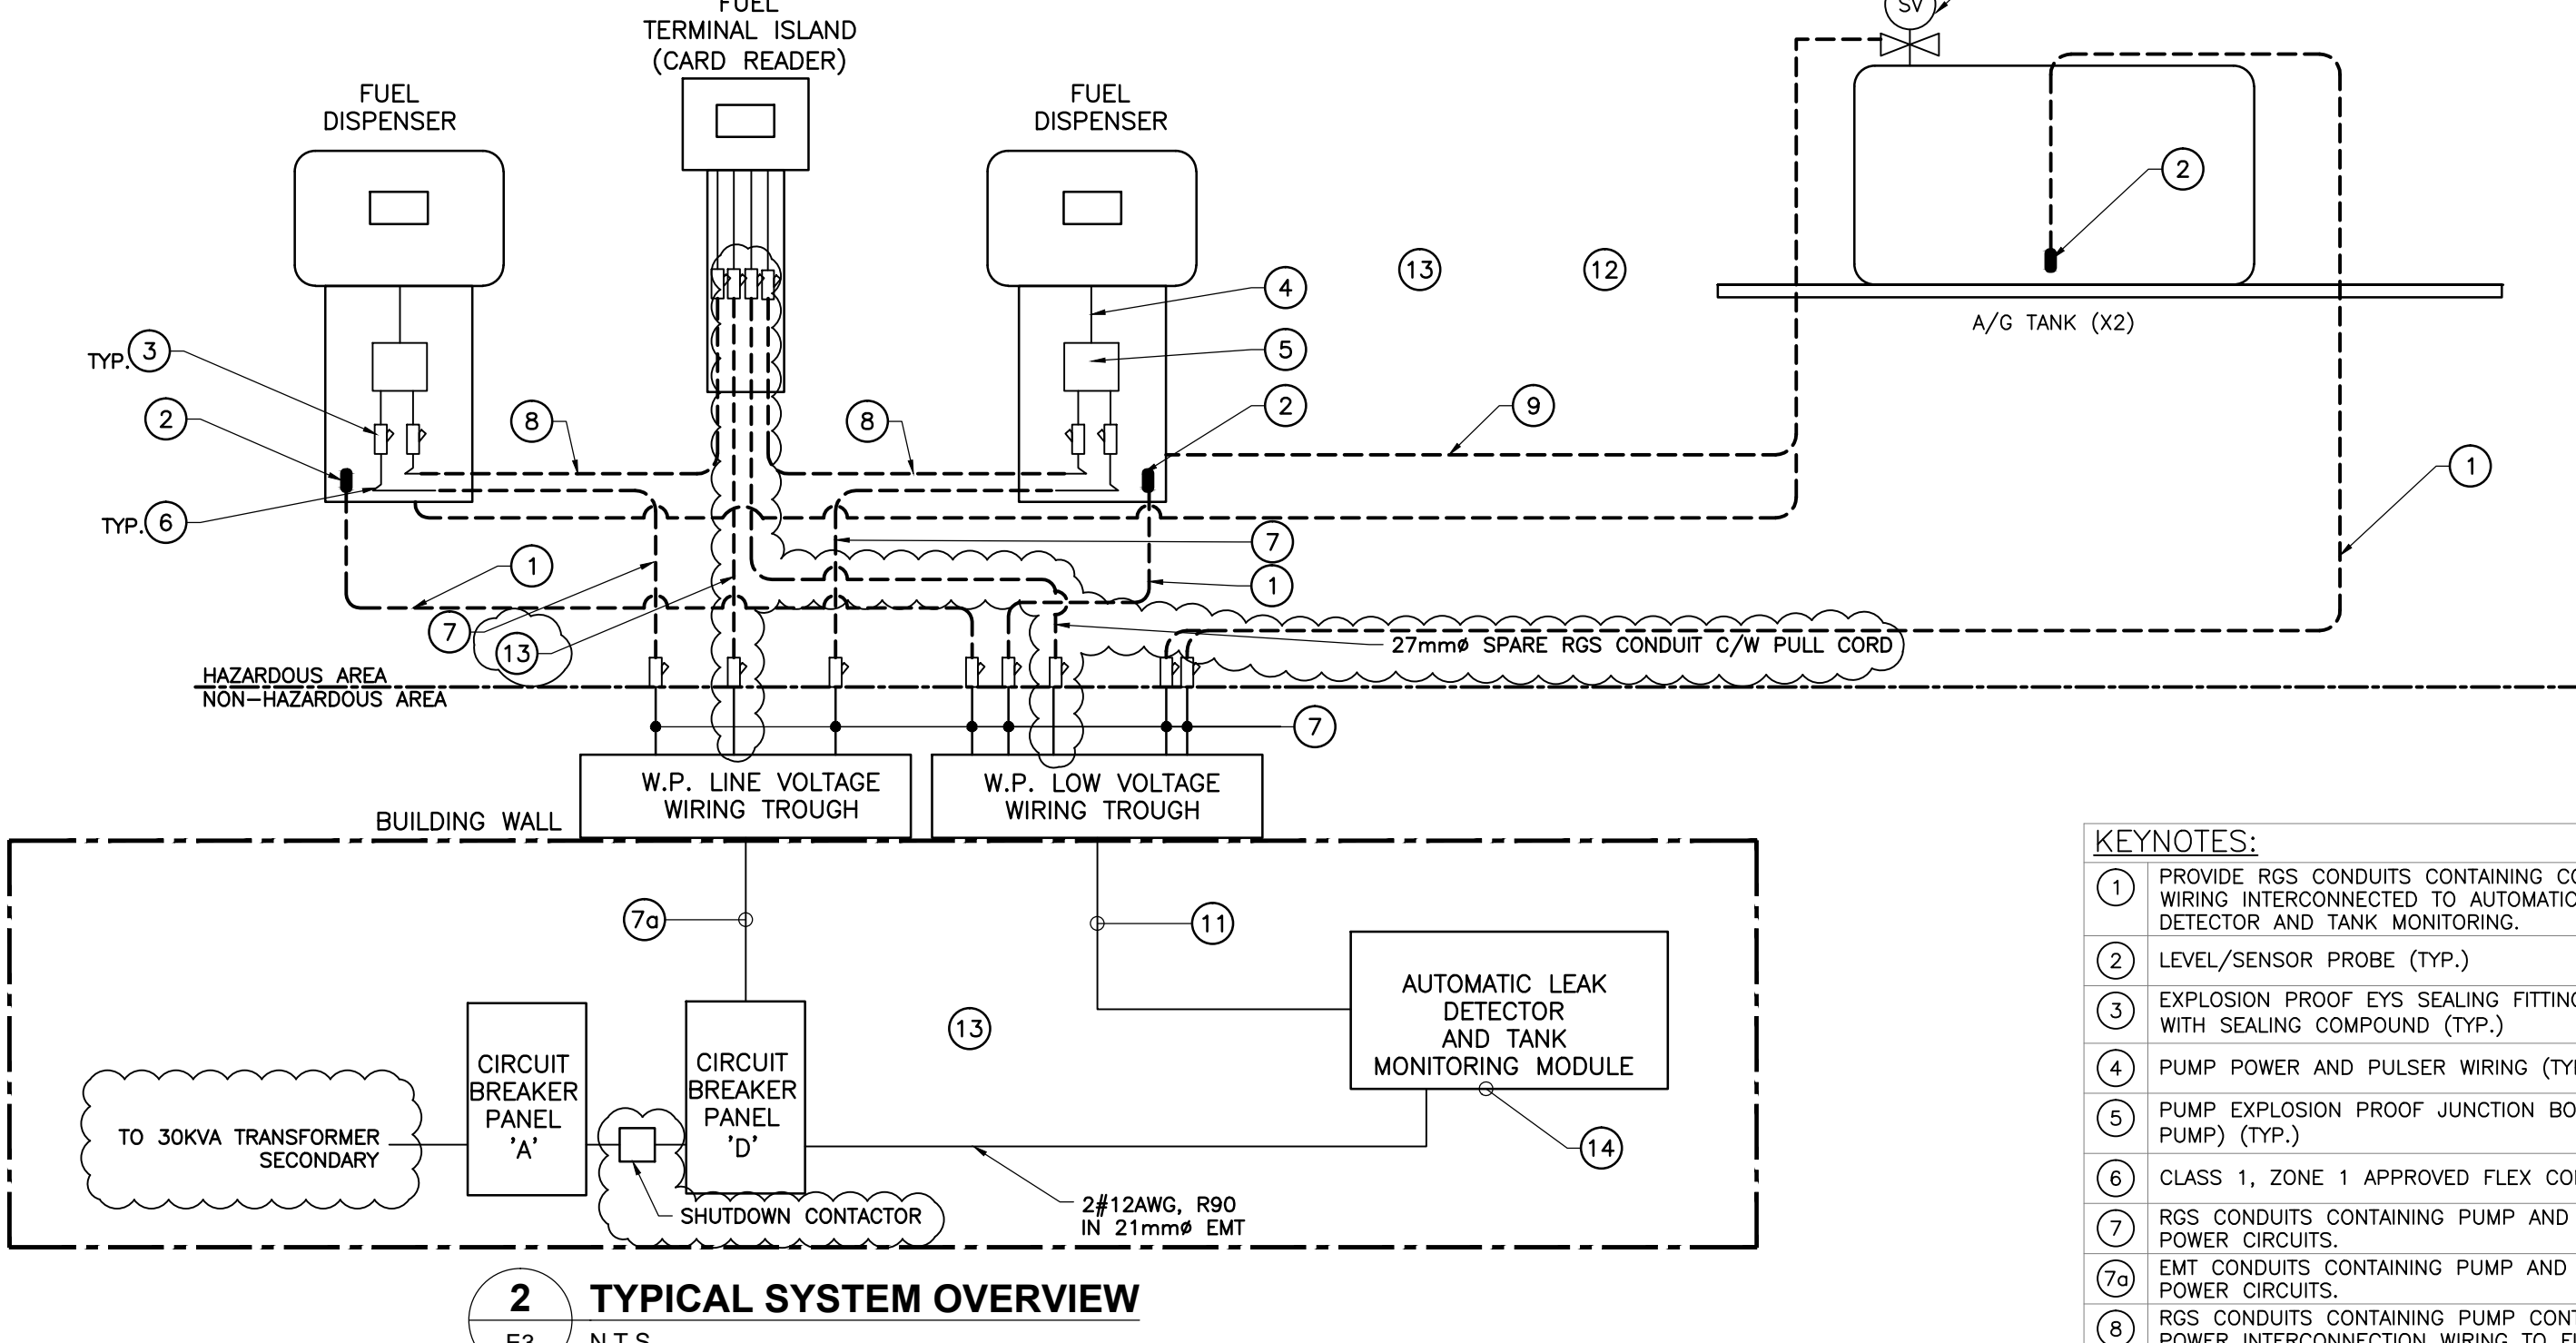 FUEL
TERMINAL ISLAND
(CARD READER)
SV
FUEL
DISPENSER
FUEL
DISPENSER
2
13
12
4
A/G TANK (X2)
TYP. 3
5
2
8
8
2
9
1
TYP. 6
7
1
1
7
13
27mmø SPARE RGS CONDUIT C/W PULL CORD
HAZARDOUS AREA
NON-HAZARDOUS AREA
7
W.P. LINE VOLTAGE
WIRING TROUGH
W.P. LOW VOLTAGE
WIRING TROUGH
BUILDING WALL
7a
11
13
AUTOMATIC LEAK
DETECTOR
AND TANK
MONITORING MODULE
CIRCUIT
BREAKER
PANEL
'A'
CIRCUIT
BREAKER
PANEL
'D'
TO 30KVA TRANSFORMER
SECONDARY
14
SHUTDOWN CONTACTOR
2#12AWG, R90
IN 21mmø EMT
2 TYPICAL SYSTEM OVERVIEW
E3 N.T.S.
KEYNOTES:
1 PROVIDE RGS CONDUITS CONTAINING
WIRING INTERCONNECTED TO
DETECTOR AND TANK MONITORING.
2 LEVEL/SENSOR PROBE (TYP.)
3 EXPLOSION PROOF EYS SEALING
WITH SEALING COMPOUND (TYP.)
4 PUMP POWER AND PULSER WIRING
5 PUMP EXPLOSION PROOF JUNCTION
PUMP) (TYP.)
6 CLASS 1, ZONE 1 APPROVED FLEX
7 RGS CONDUITS CONTAINING PUMP AND
POWER CIRCUITS.
7a EMT CONDUITS CONTAINING PUMP AND
POWER CIRCUITS.
8 RGS CONDUITS CONTAINING PUMP
POWER INTERCONNECTION WIRING TO